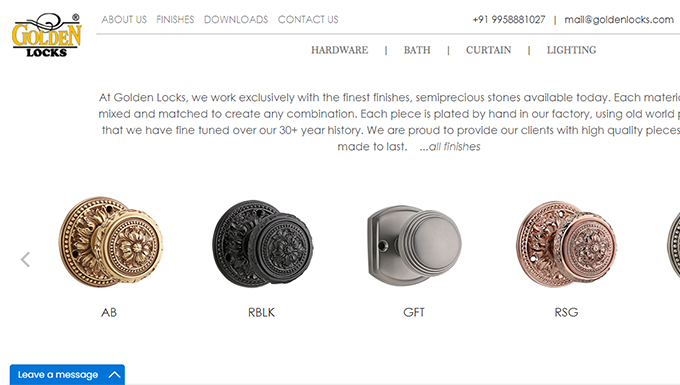 GOLDEN®
LOCKS
ABOUT US FINISHES DOWNLOADS CONTACT US
+91 9958881027 | mail@goldenlocks.com
HARDWARE | BATH | CURTAIN | LIGHTING
At Golden Locks, we work exclusively with the finest finishes, semiprecious stones available today. Each materi
mixed and matched to create any combination. Each piece is plated by hand in our factory, using old world p
that we have fine tuned over our 30+ year history. We are proud to provide our clients with high quality pieces
made to last. ...all finishes
AB RBLK GFT RSG
Leave a message